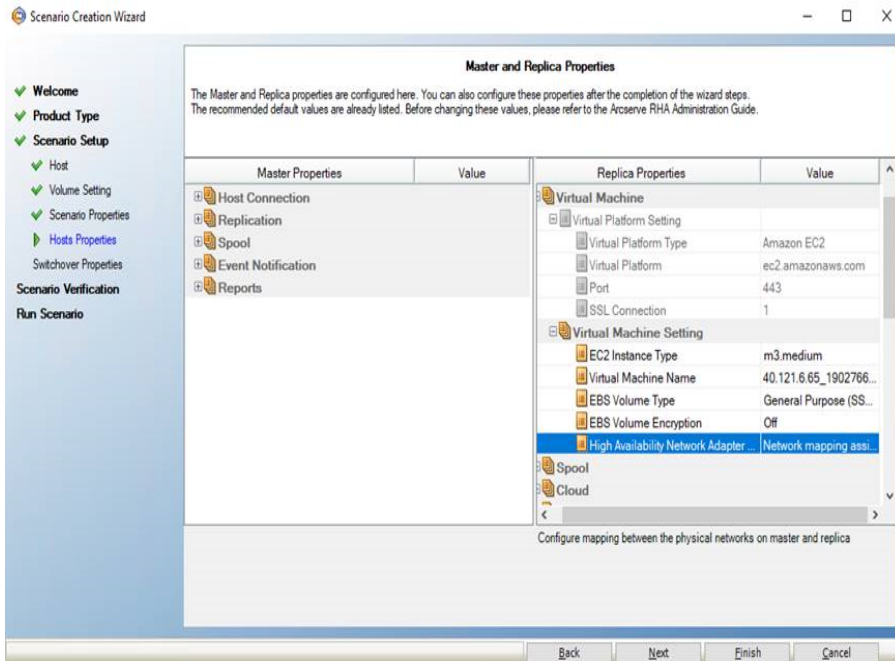 Scenario Creation Wizard
Welcome
Product Type
Scenario Setup
Host
Volume Setting
Scenario Properties
Hosts Properties
Switchover Properties
Scenario Verification
Run Scenario
Master and Replica Properties
The Master and Replica properties are configured here. You can also configure these properties after the completion of the wizard steps.
The recommended default values are already listed. Before changing these values, please refer to the Arcserve RHA Administration Guide.
Master Properties Value
Host Connection
Replication
Spool
Event Notification
Reports
Replica Properties Value
Virtual Machine
Virtual Platform Setting
Virtual Platform Type Amazon EC2
Virtual Platform ec2.amazonaws.com
Port 443
SSL Connection 1
Virtual Machine Setting
EC2 Instance Type m3.medium
Virtual Machine Name 40.121.6.65_1902766...
EBS Volume Type General Purpose (SS...
EBS Volume Encryption Off
High Availability Network Adapter ... Network mapping assi...
Spool
Cloud
Configure mapping between the physical networks on master and replica
Back Next Finish Cancel